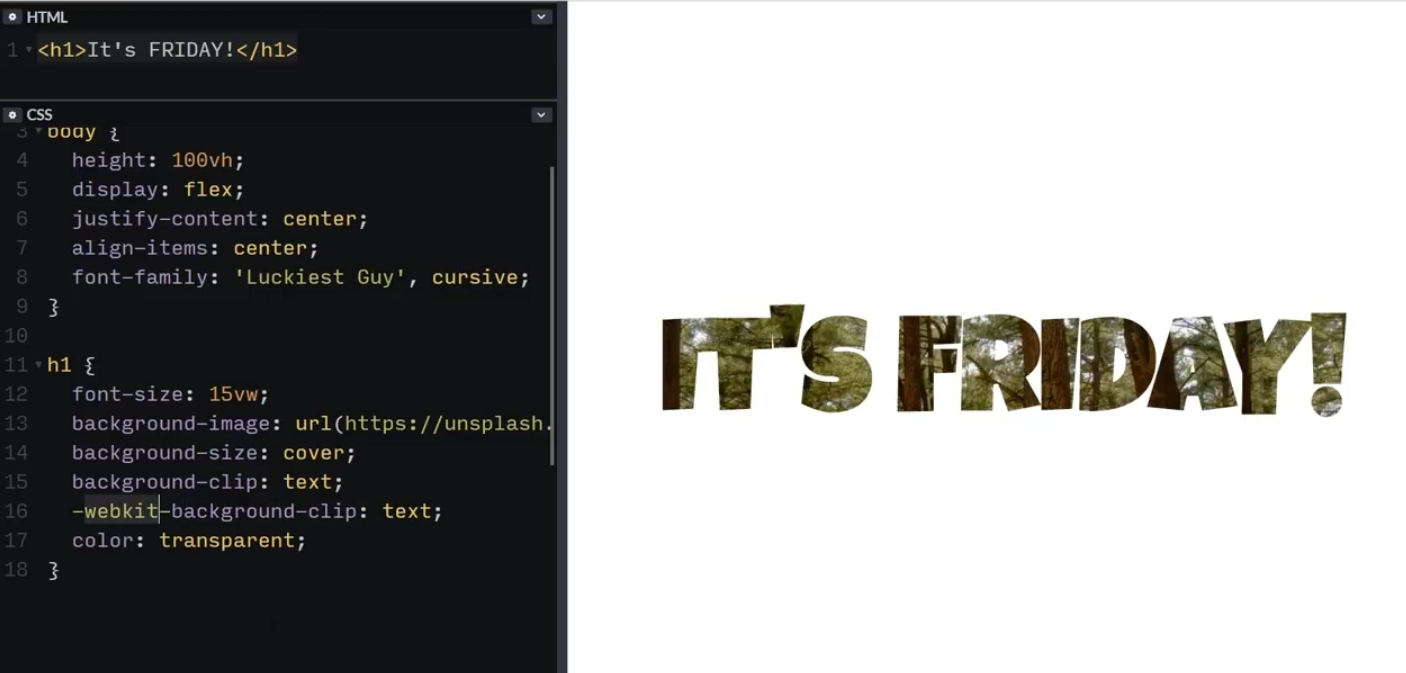 HTML
1 <h1>It's FRIDAY!</h1>
CSS
3 body {
4 height: 100vh;
5 display: flex;
6 justify-content: center;
7 align-items: center;
8 font-family: 'Luckiest Guy', cursive;
9 }
10
11 h1 {
12 font-size: 15vw;
13 background-image: url(https://unsplash.
14 background-size: cover;
15 background-clip: text;
16 -webkit-background-clip: text;
17 color: transparent;
18 }
IT'S FRIDAY!